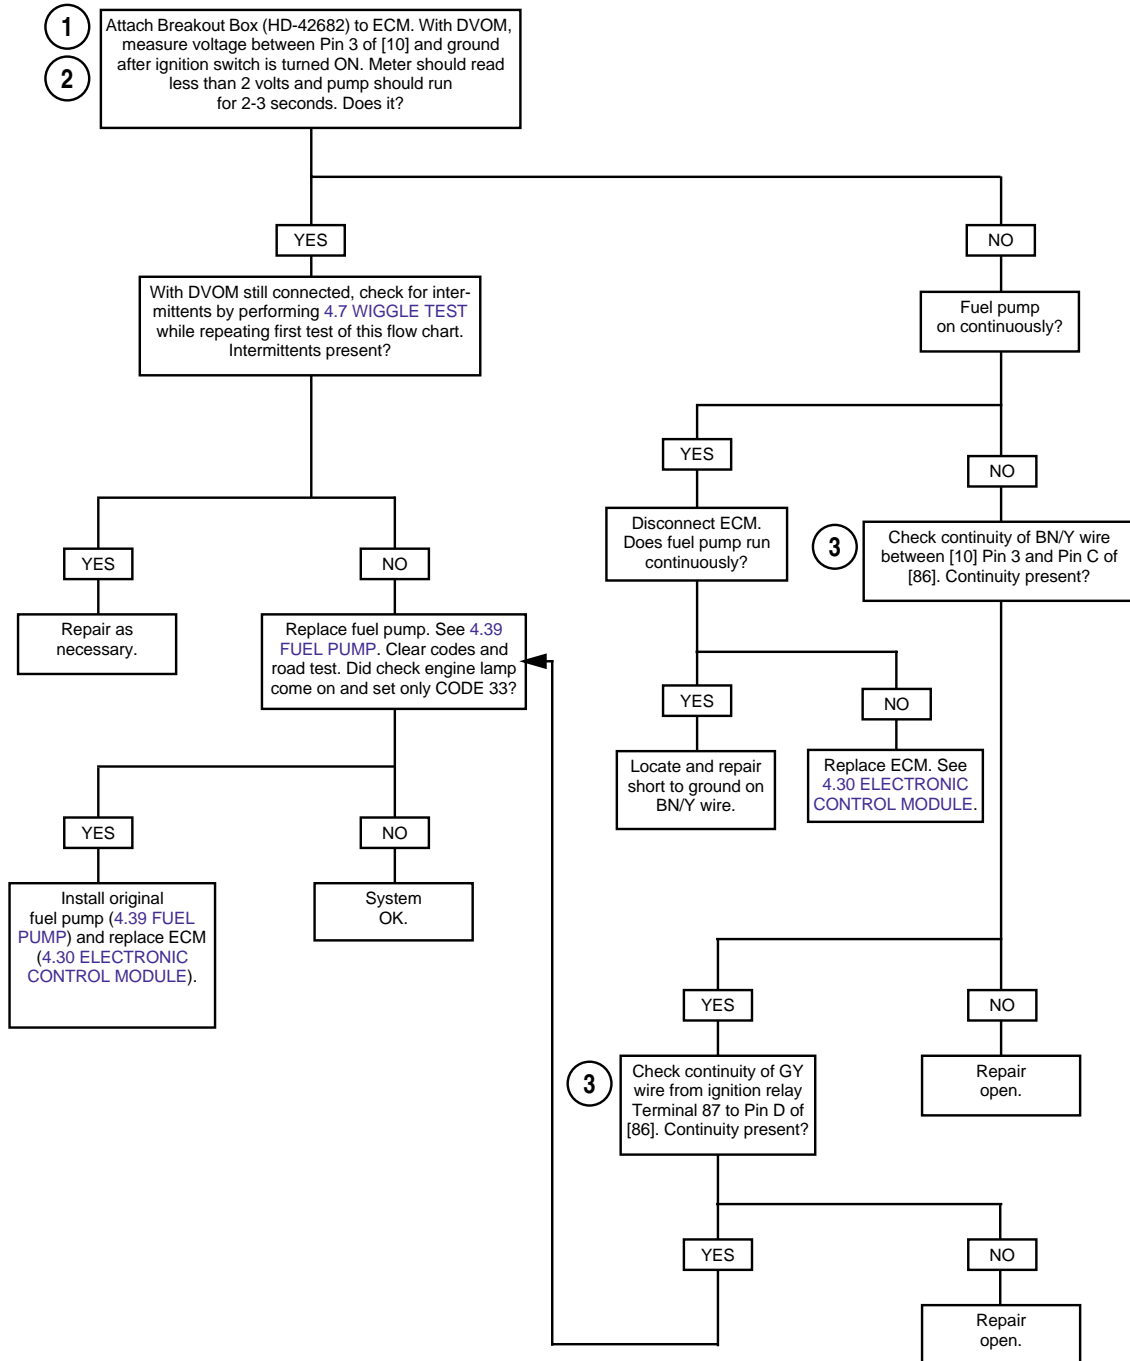 1
2
Attach Breakout Box (HD-42682) to ECM. With DVOM,
measure voltage between Pin 3 of [10] and ground
after ignition switch is turned ON. Meter should read
less than 2 volts and pump should run
for 2-3 seconds. Does it?
YES
NO
With DVOM still connected, check for inter-
mittents by performing 4.7 WIGGLE TEST
while repeating first test of this flow chart.
Intermittents present?
Fuel pump
on continuously?
YES
NO
YES
NO
Disconnect ECM.
Does fuel pump run
continuously?
3
Check continuity of BN/Y wire
between [10] Pin 3 and Pin C of
[86]. Continuity present?
Repair as
necessary.
Replace fuel pump. See 4.39
FUEL PUMP. Clear codes and
road test. Did check engine lamp
come on and set only CODE 33?
YES
NO
Locate and repair
short to ground on
BN/Y wire.
Replace ECM. See
4.30 ELECTRONIC
CONTROL MODULE.
YES
NO
Install original
fuel pump (4.39 FUEL
PUMP) and replace ECM
(4.30 ELECTRONIC
CONTROL MODULE).
System
OK.
YES
NO
3
Check continuity of GY
wire from ignition relay
Terminal 87 to Pin D of
[86]. Continuity present?
Repair
open.
YES
NO
Repair
open.